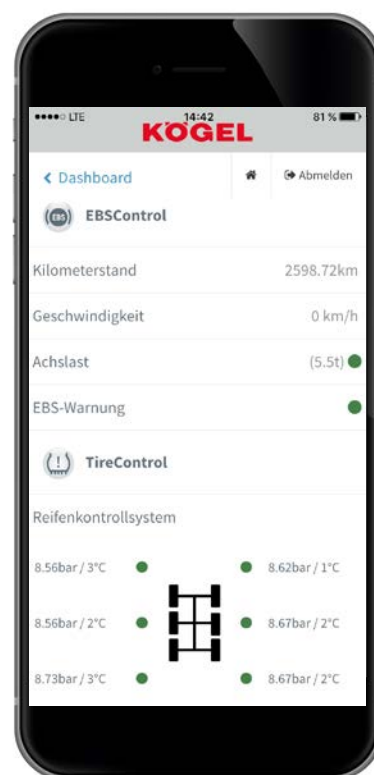 LTE 14:42 81 %
KÖGEL
Dashboard Abmelden
EBS EBSControl
Kilometerstand 2598.72km
Geschwindigkeit 0 km/h
Achslast (5.5t)
EBS-Warnung
TireControl
Reifenkontrollsystem
8.56bar / 3°C 8.62bar / 1°C
8.56bar / 2°C 8.67bar / 2°C
8.73bar / 3°C 8.67bar / 2°C